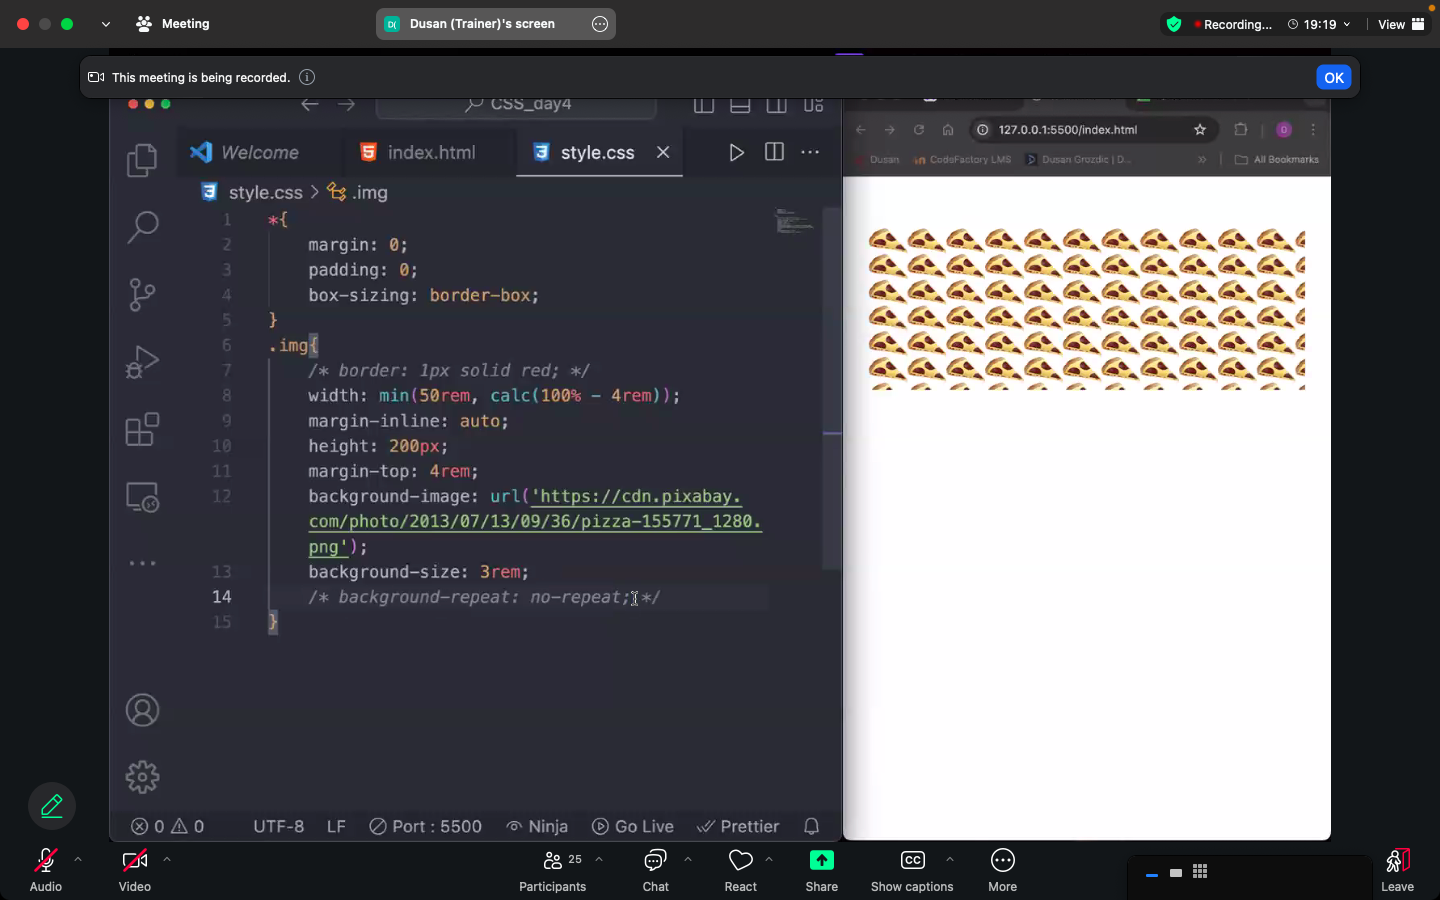 Meeting
D( Dusan (Trainer)'s screen
Recording... 19:19 View
This meeting is being recorded.
OK
CSS_day4
Welcome index.html style.css
style.css > .img
1 *{
2 margin: 0;
3 padding: 0;
4 box-sizing: border-box;
5 }
6 .img{
7 /* border: 1px solid red; */
8 width: min(50rem, calc(100% - 4rem));
9 margin-inline: auto;
10 height: 200px;
11 margin-top: 4rem;
12 background-image: url('https://cdn.pixabay.
com/photo/2013/07/13/09/36/pizza-155771_1280.
png');
13 background-size: 3rem;
14 /* background-repeat: no-repeat; */
15 }
0 0 UTF-8 LF Port : 5500 Ninja Go Live Prettier
127.0.0.1:5500/index.html D
Dusan CodeFactory LMS Dusan Grozdic | D... » All Bookmarks
Audio Video Participants 25 Chat React Share CC Show captions More Leave